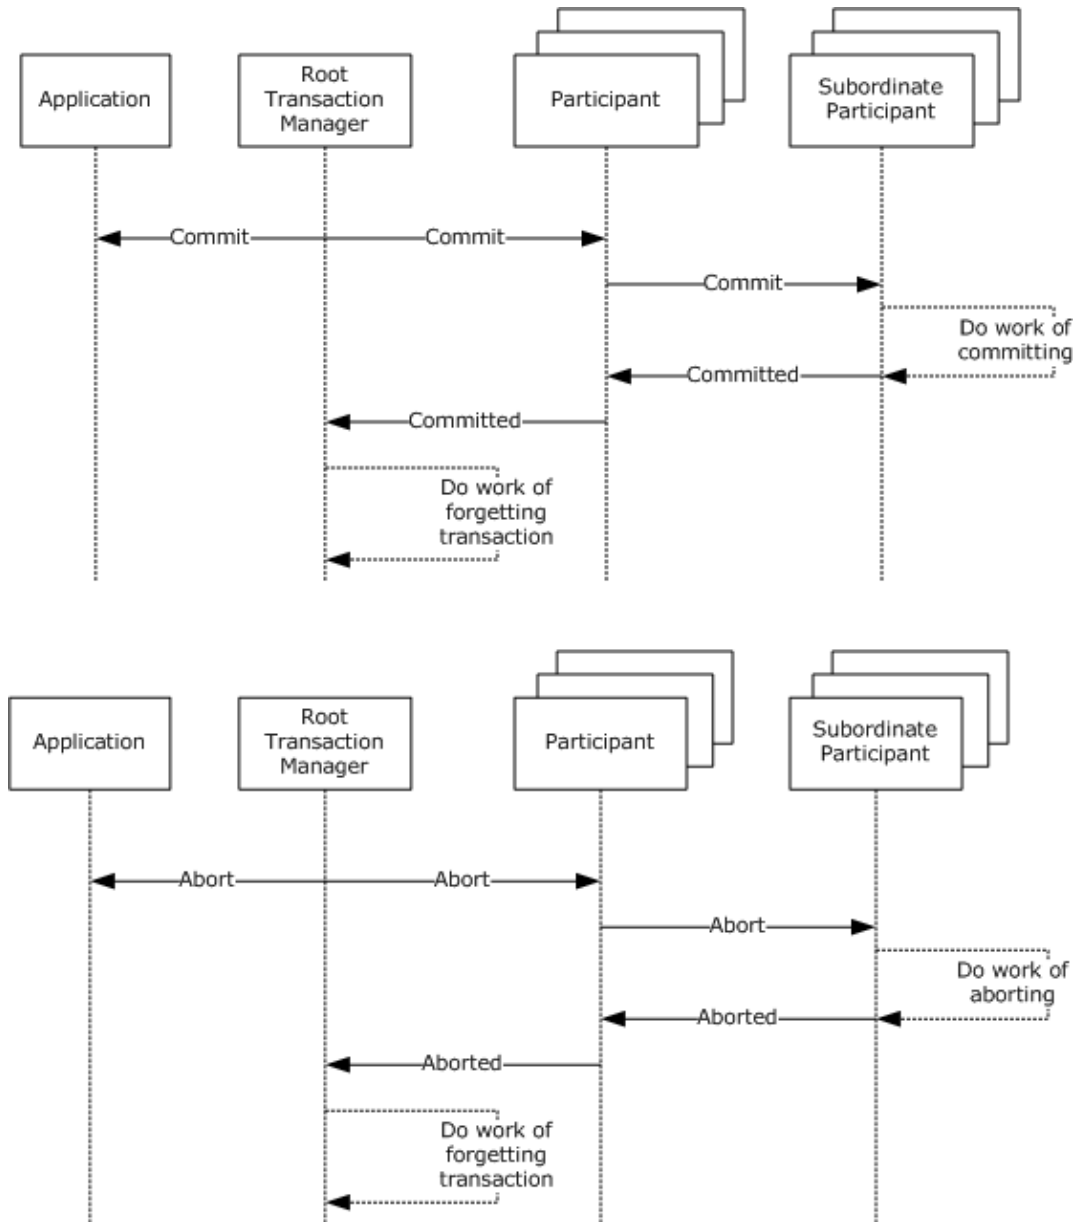 Application
Root
Transaction
Manager
Participant
Subordinate
Participant
Commit
Commit
Commit
Do work of
committing
Committed
Committed
Do work of
forgetting
transaction
Application
Root
Transaction
Manager
Participant
Subordinate
Participant
Abort
Abort
Abort
Do work of
aborting
Aborted
Aborted
Do work of
forgetting
transaction